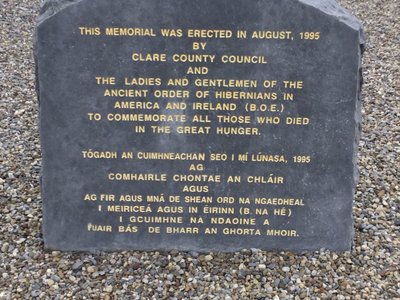 THIS MEMORIAL WAS ERECTED IN AUGUST, 1995
BY
CLARE COUNTY COUNCIL
AND
THE LADIES AND GENTLEMEN OF THE
ANCIENT ORDER OF HIBERNIANS IN
AMERICA AND IRELAND (B.O.E.)
TO COMMEMORATE ALL THOSE WHO DIED
IN THE GREAT HUNGER.
TÓGADH AN CUIMHNEACHAN SEO I MÍ LÚNASA, 1995
AG
COMHAIRLE CHONTAE AN CHLÁIR
AGUS
AG FIR AGUS MNÁ DE SHEAN ORD NA NGAEDHEAL
I MEIRICEÁ AGUS IN ÉIRINN (B. NA HÉ)
I GCUIMHNE NA NDAOINE A
FUAIR BÁS DE BHARR AN GHORTA MHOIR.